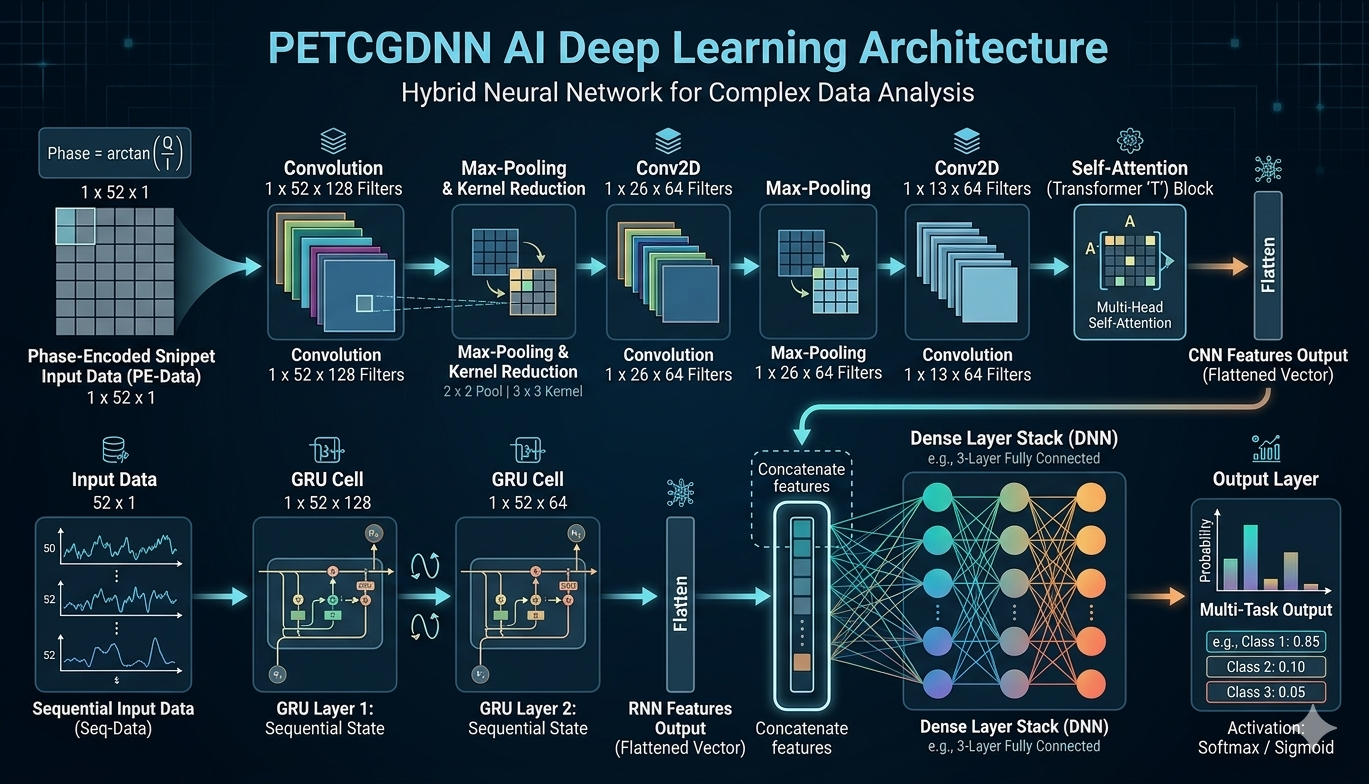 PETCGDNN AI Deep Learning Architecture
Hybrid Neural Network for Complex Data Analysis
Phase = arctan(Q/I)
1 x 52 x 1
Phase-Encoded Snippet
Input Data (PE-Data)
1 x 52 x 1
Convolution
1 x 52 x 128 Filters
Convolution
1 x 52 x 128 Filters
Max-Pooling
& Kernel Reduction
Max-Pooling &
Kernel Reduction
2 x 2 Pool | 3 x 3 Kernel
Conv2D
1 x 26 x 64 Filters
Convolution
1 x 26 x 64 Filters
Max-Pooling
Max-Pooling
1 x 26 x 64 Filters
Conv2D
1 x 13 x 64 Filters
Convolution
1 x 13 x 64 Filters
Self-Attention
(Transformer ‘T’) Block
A
A
Multi-Head
Self-Attention
Flatten
CNN Features Output
(Flattened Vector)
Input Data
52 x 1
50
52
52
Sequential Input Data
(Seq-Data)
GRU Cell
1 x 52 x 128
GRU Layer 1:
Sequential State
GRU Cell
1 x 52 x 64
GRU Layer 2:
Sequential State
Flatten
RNN Features
Output
(Flattened Vector)
Concatenate
features
Concatenate
features
Dense Layer Stack (DNN)
e.g., 3-Layer Fully Connected
Dense Layer Stack (DNN)
e.g., 3-Layer Fully Connected
Output Layer
Probability
Multi-Task Output
e.g., Class 1: 0.85
Class 2: 0.10
Class 3: 0.05
Activation:
Softmax / Sigmoid